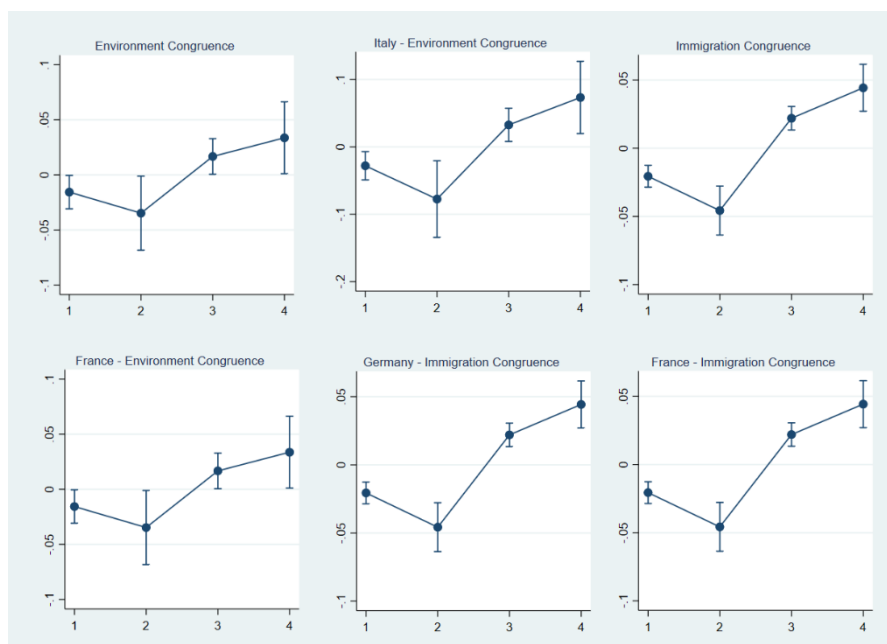 Environment Congruence
.1
.05
0
-.05
-.1
1 2 3 4
Italy - Environment Congruence
.1
0
-.1
-.2
1 2 3 4
Immigration Congruence
.05
0
-.05
-.1
1 2 3 4
France - Environment Congruence
.1
.05
0
-.05
-.1
1 2 3 4
Germany - Immigration Congruence
.05
0
-.05
-.1
1 2 3 4
France - Immigration Congruence
.05
0
-.05
-.1
1 2 3 4